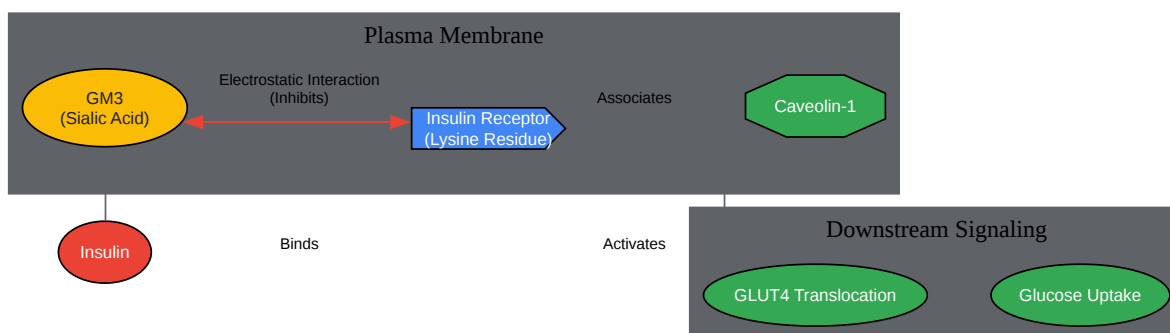 Plasma Membrane
GM3
(Sialic Acid)
Electrostatic Interaction
(Inhibits)
Insulin Receptor
(Lysine Residue)
Associates
Caveolin-1
Insulin
Binds
Activates
Downstream Signaling
GLUT4 Translocation
Glucose Uptake